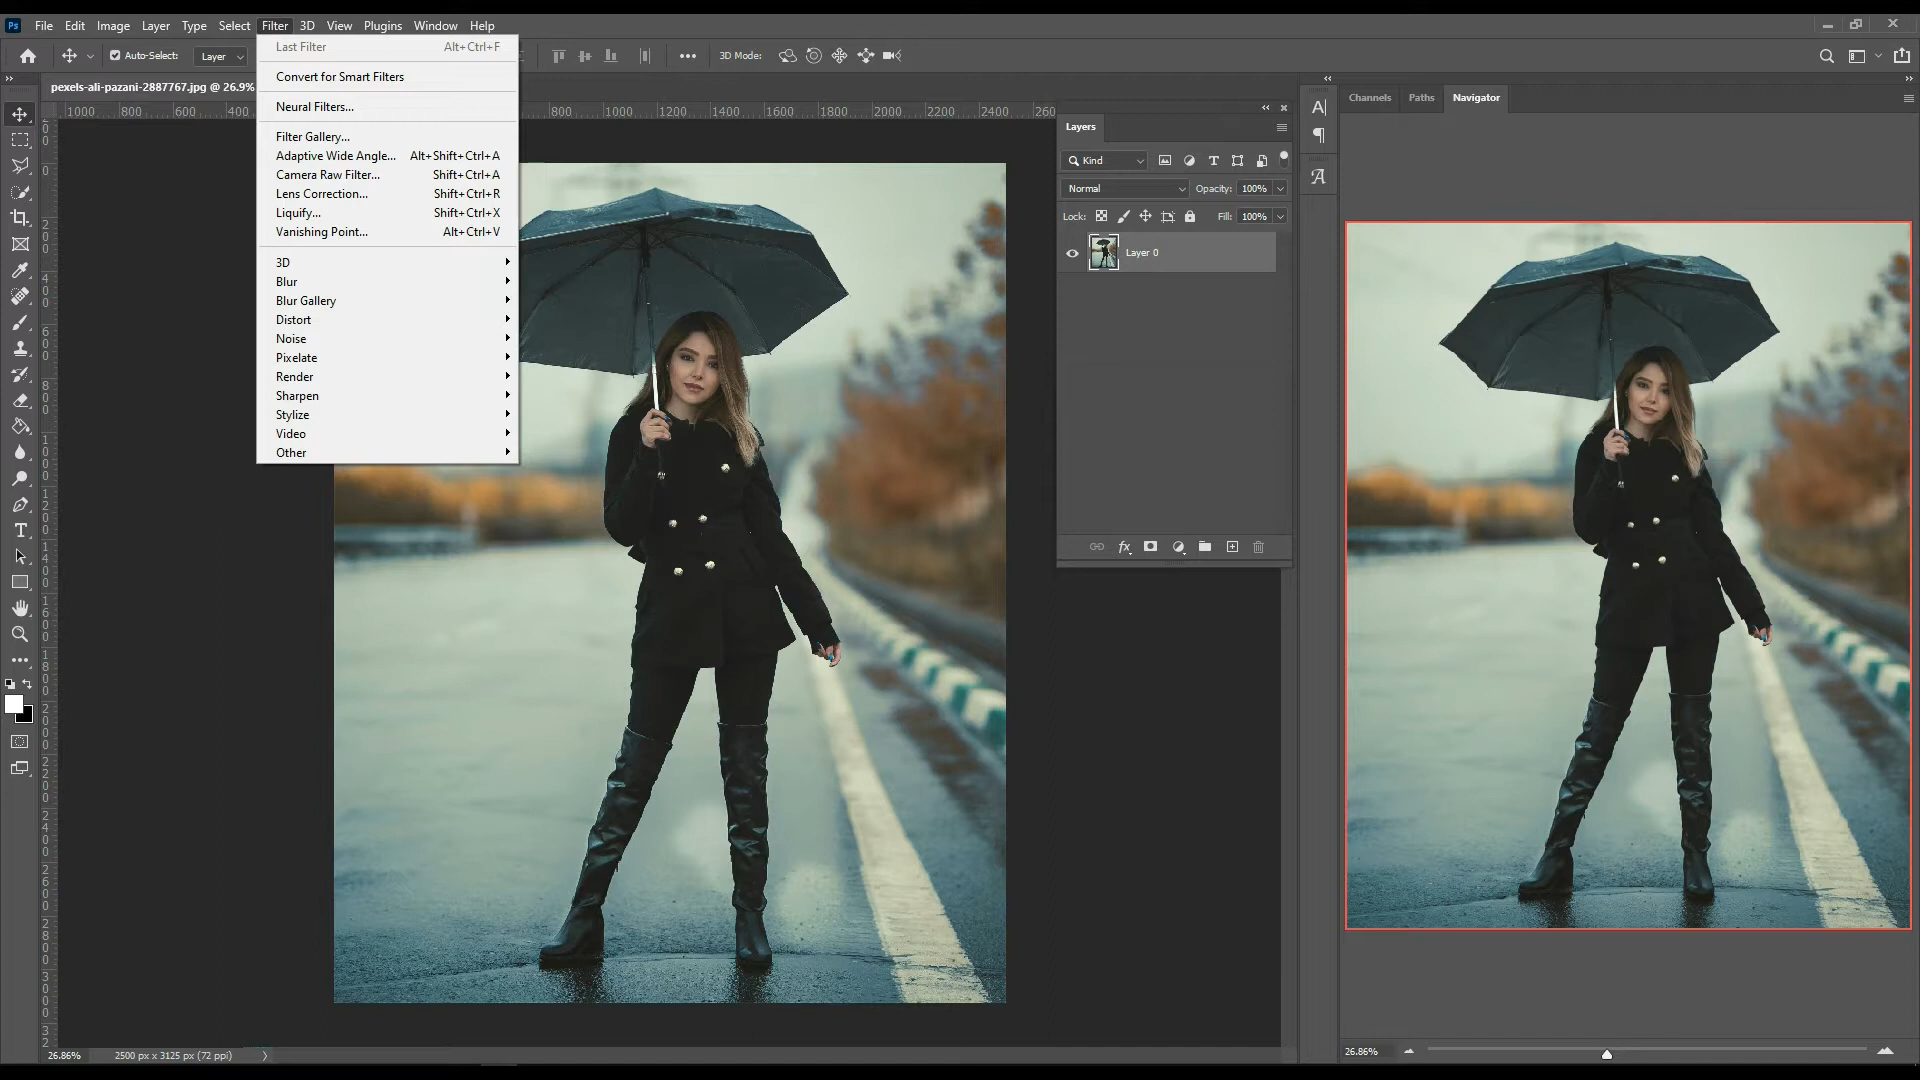 Ps File Edit Image Layer Type Select Filter 3D View Plugins Window Help
Auto-Select: Layer 3D Mode:
pexels-ali-pazani-2887767.jpg @ 26.9%
Last Filter Alt+Ctrl+F
Convert for Smart Filters
Neural Filters...
Filter Gallery...
Adaptive Wide Angle... Alt+Shift+Ctrl+A
Camera Raw Filter... Shift+Ctrl+A
Lens Correction... Shift+Ctrl+R
Liquify... Shift+Ctrl+X
Vanishing Point... Alt+Ctrl+V
3D
Blur
Blur Gallery
Distort
Noise
Pixelate
Render
Sharpen
Stylize
Video
Other
1000 800 600 400 800 1000 1200 1400 1600 1800 2000 2200 2400 2600
Layers
Kind
Normal Opacity: 100%
Lock: Fill: 100%
Layer 0
fx
Channels Paths Navigator
26.86% 2500 px x 3125 px (72 ppi)
26.86%